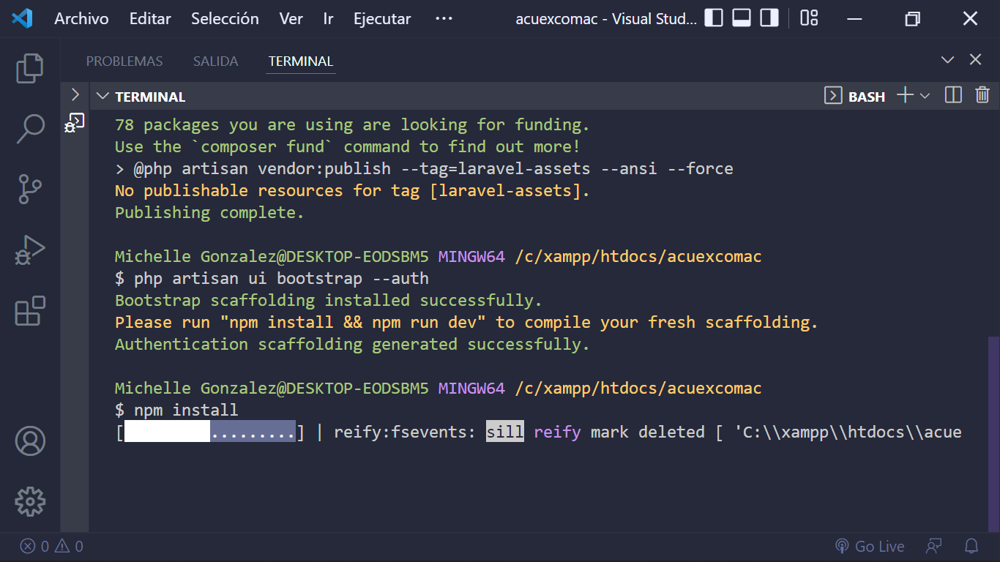 Archivo Editar Selección Ver Ir Ejecutar ··· acuexcomac - Visual Stud...
PROBLEMAS SALIDA TERMINAL
TERMINAL BASH
78 packages you are using are looking for funding.
Use the `composer fund` command to find out more!
> @php artisan vendor:publish --tag=laravel-assets --ansi --force
No publishable resources for tag [laravel-assets].
Publishing complete.
Michelle Gonzalez@DESKTOP-EODSBM5 MINGW64 /c/xampp/htdocs/acuexcomac
$ php artisan ui bootstrap --auth
Bootstrap scaffolding installed successfully.
Please run "npm install && npm run dev" to compile your fresh scaffolding.
Authentication scaffolding generated successfully.
Michelle Gonzalez@DESKTOP-EODSBM5 MINGW64 /c/xampp/htdocs/acuexcomac
$ npm install
[         .........] | reify:fsevents: sill reify mark deleted [ 'C:\\xampp\\htdocs\\acue
0 0 Go Live